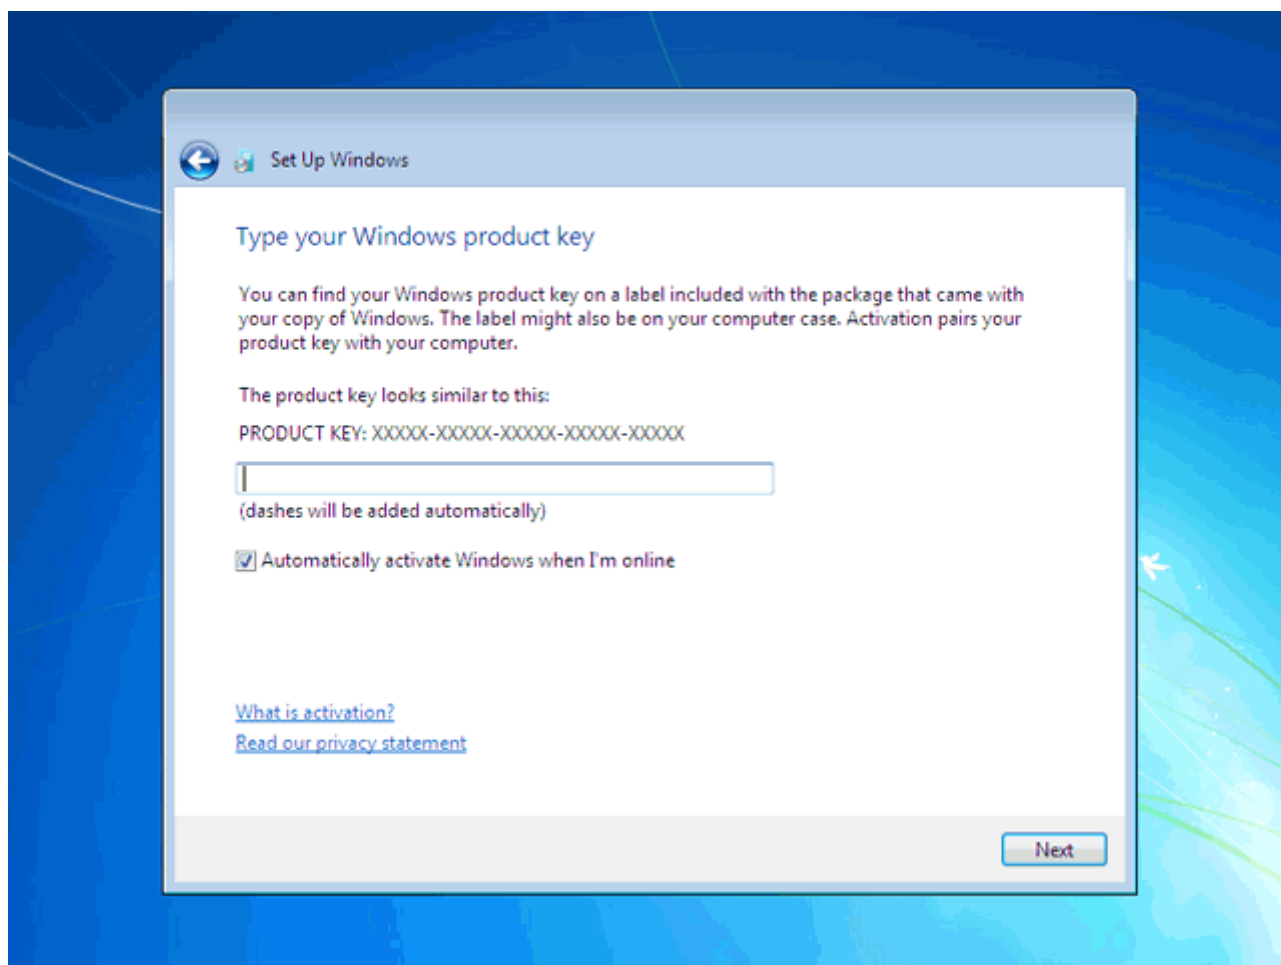 Set Up Windows
Type your Windows product key
You can find your Windows product key on a label included with the package that came with
your copy of Windows. The label might also be on your computer case. Activation pairs your
product key with your computer.
The product key looks similar to this:
PRODUCT KEY: XXXXX-XXXXX-XXXXX-XXXXX-XXXXX
(dashes will be added automatically)
Automatically activate Windows when I'm online
What is activation?
Read our privacy statement
Next